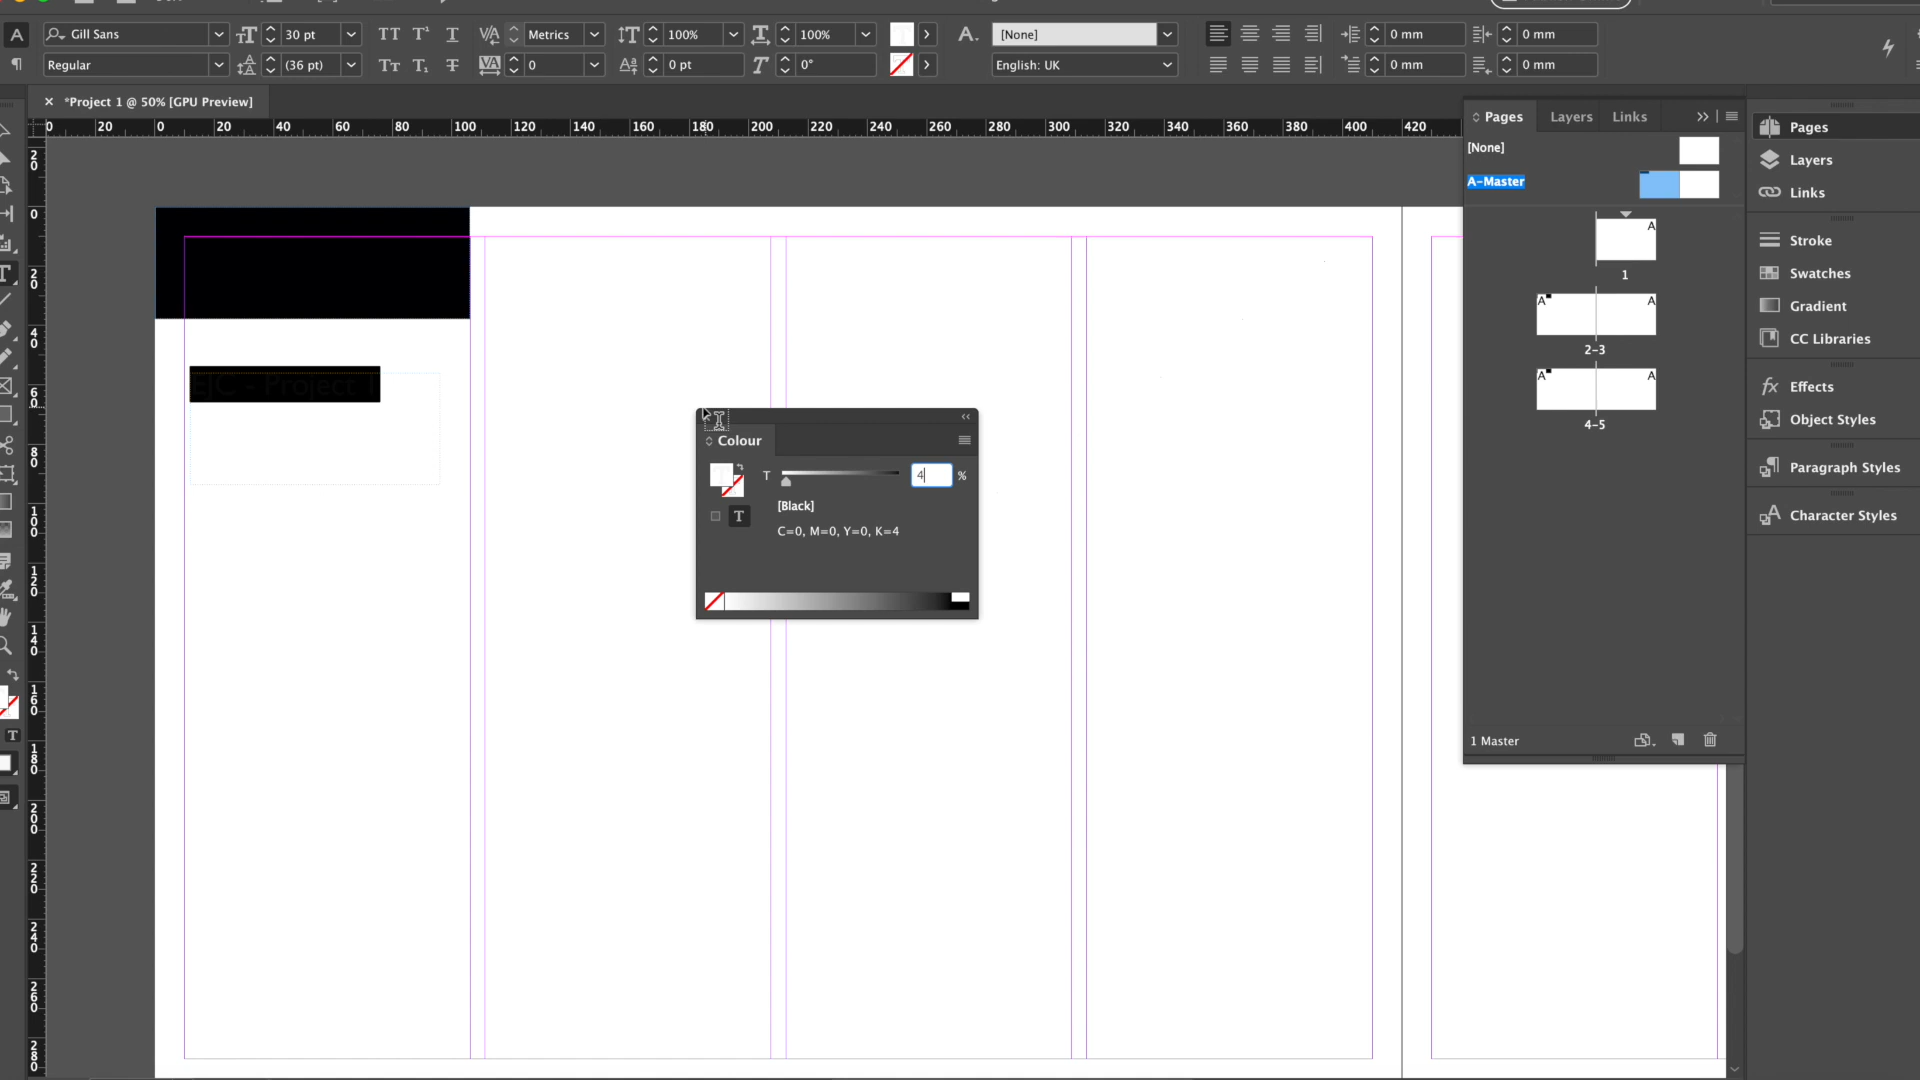 Gill Sans
30 pt
Metrics
100%
100%
[None]
0 mm
0 mm
Regular
(36 pt)
0
0 pt
0°
English: UK
0 mm
0 mm
*Project 1 @ 50% [GPU Preview]
0 20 0 20 40 60 80 100 120 140 160 180 200 220 240 260 280 300 320 340 360 400 420
20
0
20
40
60
80
100
120
140
160
180
200
220
240
260
280
EJC - Project 1
Colour
T
4 %
[Black]
T
C=0, M=0, Y=0, K=4
Pages Layers Links
[None]
A-Master
A
1
A A
2-3
A A
4-5
1 Master
Pages
Layers
Links
Stroke
Swatches
Gradient
CC Libraries
Effects
Object Styles
Paragraph Styles
Character Styles